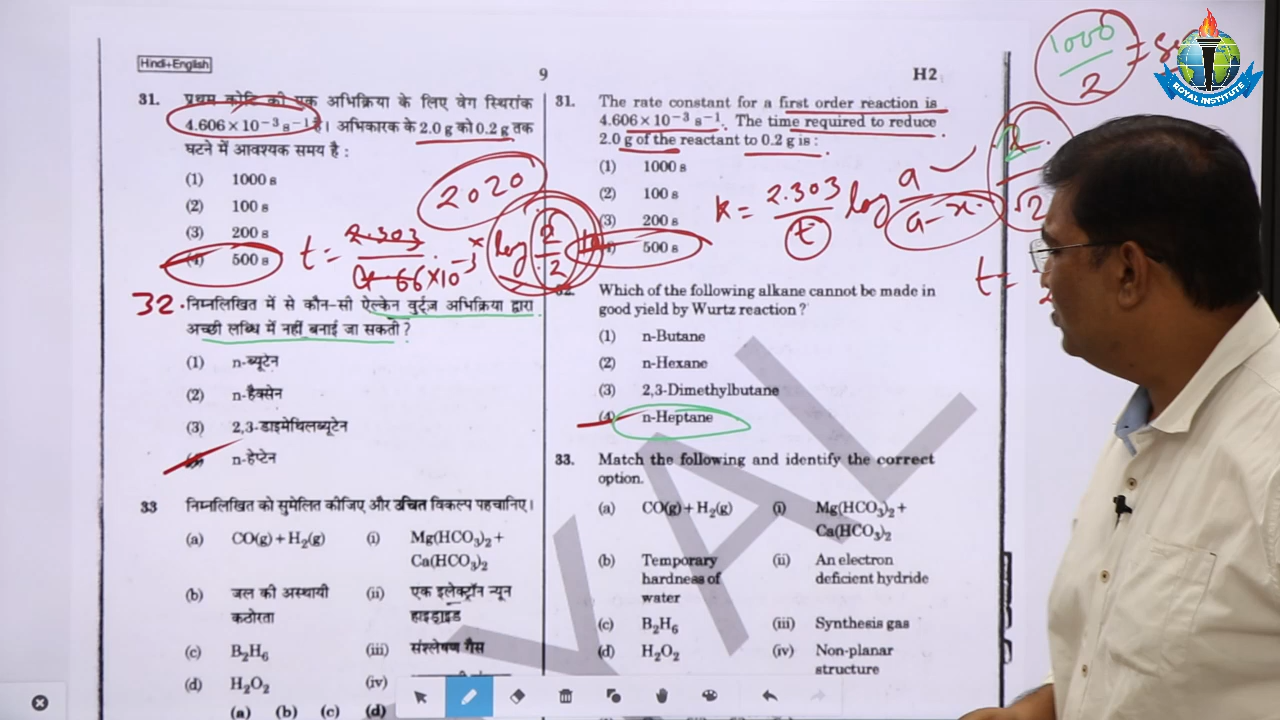 Hindi+English
9
H2
ROYAL INSTITUTE
31. प्रथम कोटि की एक अभिक्रिया के लिए वेग स्थिरांक
4.606 × 10⁻³ s⁻¹ है। अभिकारक के 2.0 g को 0.2 g तक
घटने में आवश्यक समय है :
(1) 1000 s
(2) 100 s
(3) 200 s
500 s
2020
t = 2.303
×10⁻³ × log 2
32. निम्नलिखित में से कौन-सी ऐल्केन वुर्ट्ज़ अभिक्रिया द्वारा
अच्छी लब्धि में नहीं बनाई जा सकती ?
(1) n-ब्यूटेन
(2) n-हैक्सेन
(3) 2,3-डाइमेथिलब्यूटेन
n-हेप्टेन
33 निम्नलिखित को सुमेलित कीजिए और उचित विकल्प पहचानिए।
(a) CO(g) + H₂(g) (i) Mg(HCO₃)₂ +
Ca(HCO₃)₂
(b) जल की अस्थायी (ii) एक इलेक्ट्रॉन न्यून
कठोरता हाइड्राइड
(c) B₂H₆ (iii) संश्लेषण गैस
(d) H₂O₂ (iv)
(a) (b) (c) (d)
31. The rate constant for a first order reaction is
4.606 × 10⁻³ s⁻¹. The time required to reduce
2.0 g of the reactant to 0.2 g is :
(1) 1000 s
(2) 100 s
(3) 200 s
500 s
k = 2.303 / t log a / a-x
1000 / 2 =
t =
Which of the following alkane cannot be made in
good yield by Wurtz reaction ?
(1) n-Butane
(2) n-Hexane
(3) 2,3-Dimethylbutane
(4) n-Heptane
33. Match the following and identify the correct
option.
(a) CO(g) + H₂(g) (i) Mg(HCO₃)₂ +
Ca(HCO₃)₂
(b) Temporary (ii) An electron
hardness of deficient hydride
water
(c) B₂H₆ (iii) Synthesis gas
(d) H₂O₂ (iv) Non-planar
structure
YAL